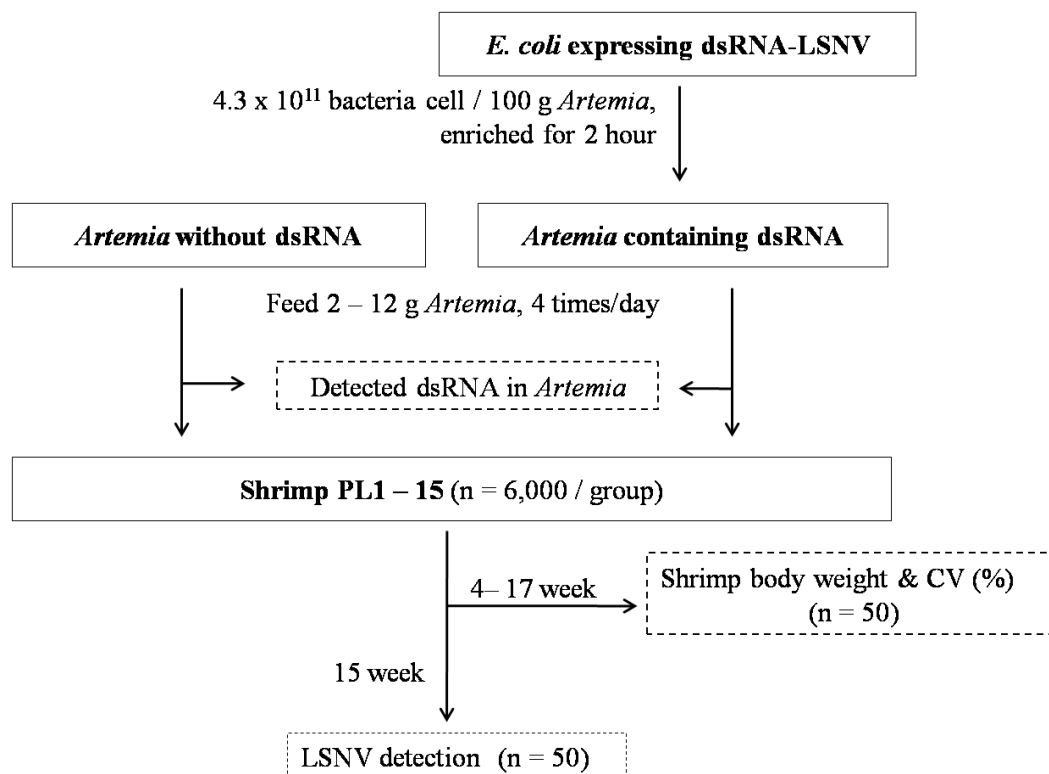 E. coli expressing dsRNA-LSNV
4.3 x 10¹¹ bacteria cell / 100 g Artemia,
enriched for 2 hour
Artemia without dsRNA
Artemia containing dsRNA
Feed 2 – 12 g Artemia, 4 times/day
Detected dsRNA in Artemia
Shrimp PL1 – 15 (n = 6,000 / group)
4– 17 week
Shrimp body weight & CV (%)
(n = 50)
15 week
LSNV detection (n = 50)